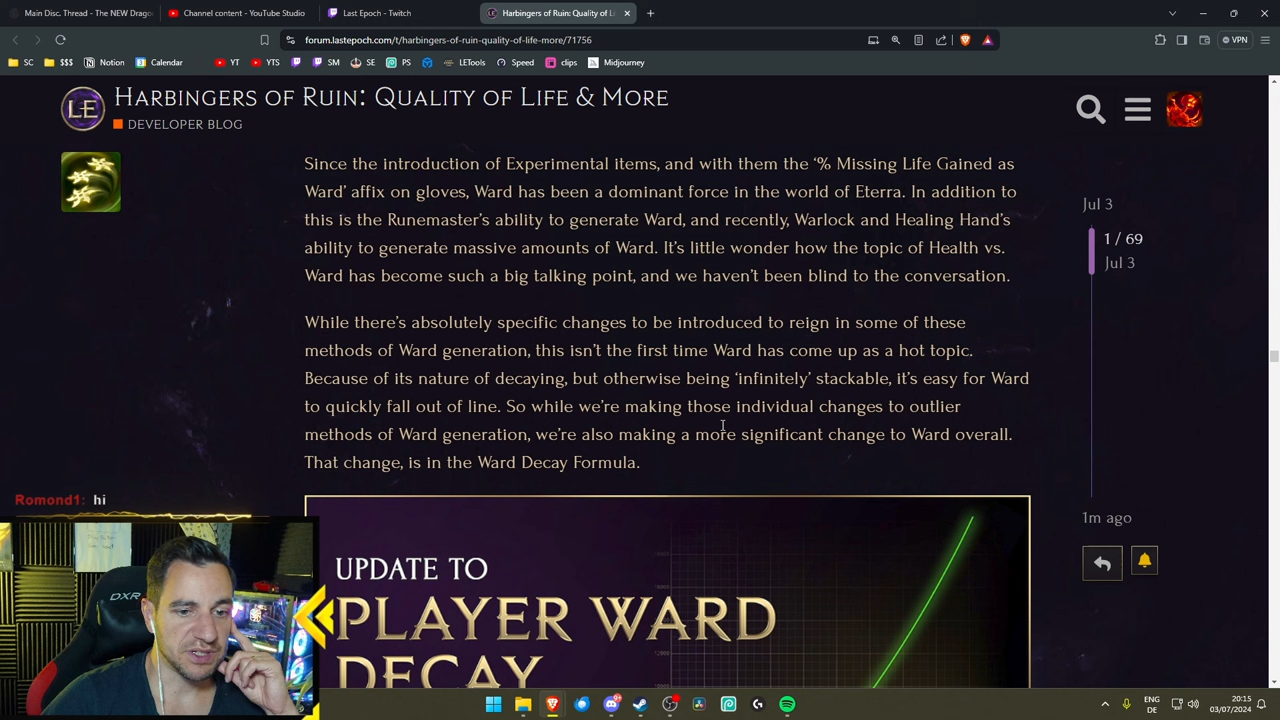 Main Disc. Thread - The NEW Drago
Channel content - YouTube Studio
Last Epoch - Twitch
Harbingers of Ruin: Quality of Li
forum.lastepoch.com/t/harbingers-of-ruin-quality-of-life-more/71756
VPN
SC
$$$
Notion
Calendar
YT
YTS
SM
SE
PS
LETools
Speed
clips
Midjourney
LE
Harbingers of Ruin: Quality of Life & More
DEVELOPER BLOG
Since the introduction of Experimental items, and with them the ‘% Missing Life Gained as
Ward’ affix on gloves, Ward has been a dominant force in the world of Eterra. In addition to
this is the Runemaster’s ability to generate Ward, and recently, Warlock and Healing Hand’s
ability to generate massive amounts of Ward. It’s little wonder how the topic of Health vs.
Ward has become such a big talking point, and we haven’t been blind to the conversation.
While there’s absolutely specific changes to be introduced to reign in some of these
methods of Ward generation, this isn’t the first time Ward has come up as a hot topic.
Because of its nature of decaying, but otherwise being ‘infinitely’ stackable, it’s easy for Ward
to quickly fall out of line. So while we’re making those individual changes to outlier
methods of Ward generation, we’re also making a more significant change to Ward overall.
That change, is in the Ward Decay Formula.
Jul 3
1 / 69
Jul 3
1m ago
Romond1: hi
UPDATE TO
PLAYER WARD
DECAY
DXR
ENG
DE
20:15
03/07/2024